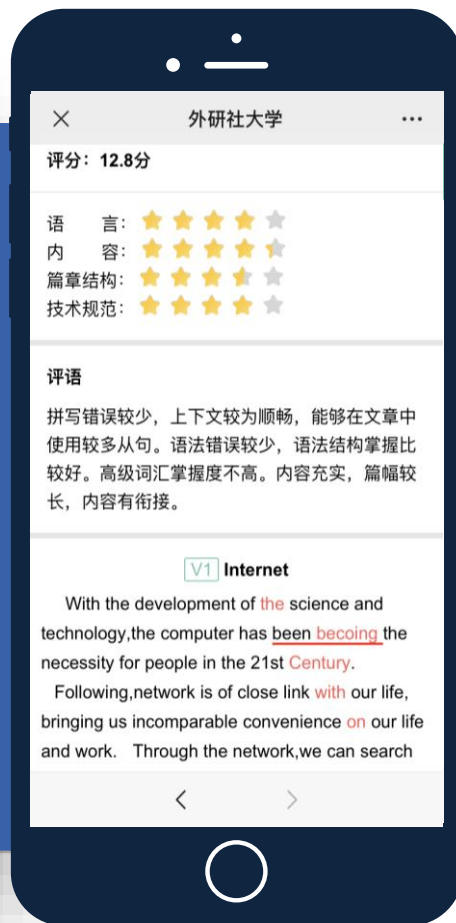 外研社大学
评分：12.8分
语 言：
内 容：
篇章结构：
技术规范：
评语
拼写错误较少，上下文较为顺畅，能够在文章中
使用较多从句。语法错误较少，语法结构掌握比
较好。高级词汇掌握度不高。内容充实，篇幅较
长，内容有衔接。
V1 Internet
With the development of the science and
technology,the computer has been becoing the
necessity for people in the 21st Century.
Following,network is of close link with our life,
bringing us incomparable convenience on our life
and work. Through the network,we can search